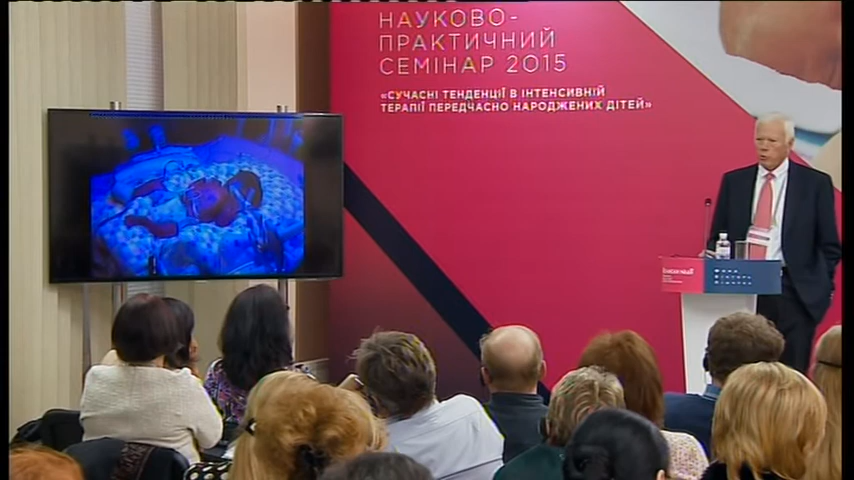 НАУКОВО-
ПРАКТИЧНИЙ
СЕМІНАР 2015
«СУЧАСНІ ТЕНДЕНЦІЇ В ІНТЕНСИВНІЙ
ТЕРАПІЇ ПЕРЕДЧАСНО НАРОДЖЕНИХ ДІТЕЙ»